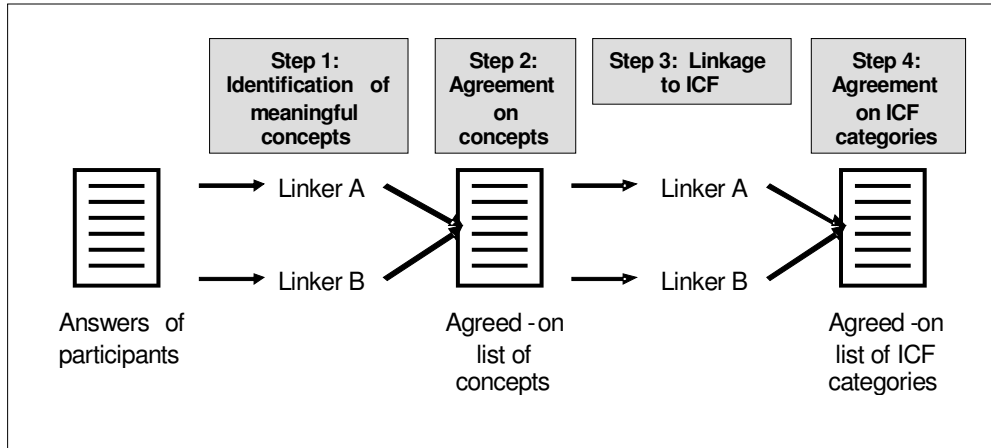 Step 1:
Identification of
meaningful
concepts
Step 2:
Agreement
on
concepts
Step 3: Linkage
to ICF
Step 4:
Agreement
on ICF
categories
Linker A
Linker A
Linker B
Linker B
Answers of
participants
Agreed -on
list of
concepts
Agreed -on
list of ICF
categories